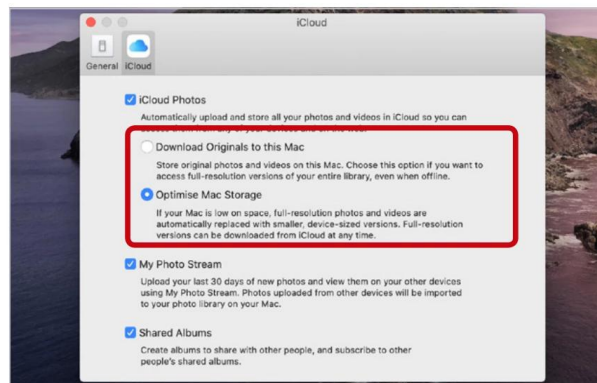 iCloud
General iCloud
iCloud Photos
Automatically upload and store all your photos and videos in iCloud so you can
Download Originals to this Mac
Store original photos and videos on this Mac. Choose this option if you want to
access full-resolution versions of your entire library, even when offline.
Optimise Mac Storage
If your Mac is low on space, full-resolution photos and videos are
automatically replaced with smaller, device-sized versions. Full-resolution
versions can be downloaded from iCloud at any time.
My Photo Stream
Upload your last 30 days of new photos and view them on your other devices
using My Photo Stream. Photos uploaded from other devices will be imported
to your photo library on your Mac.
Shared Albums
Create albums to share with other people, and subscribe to other
people's shared albums.